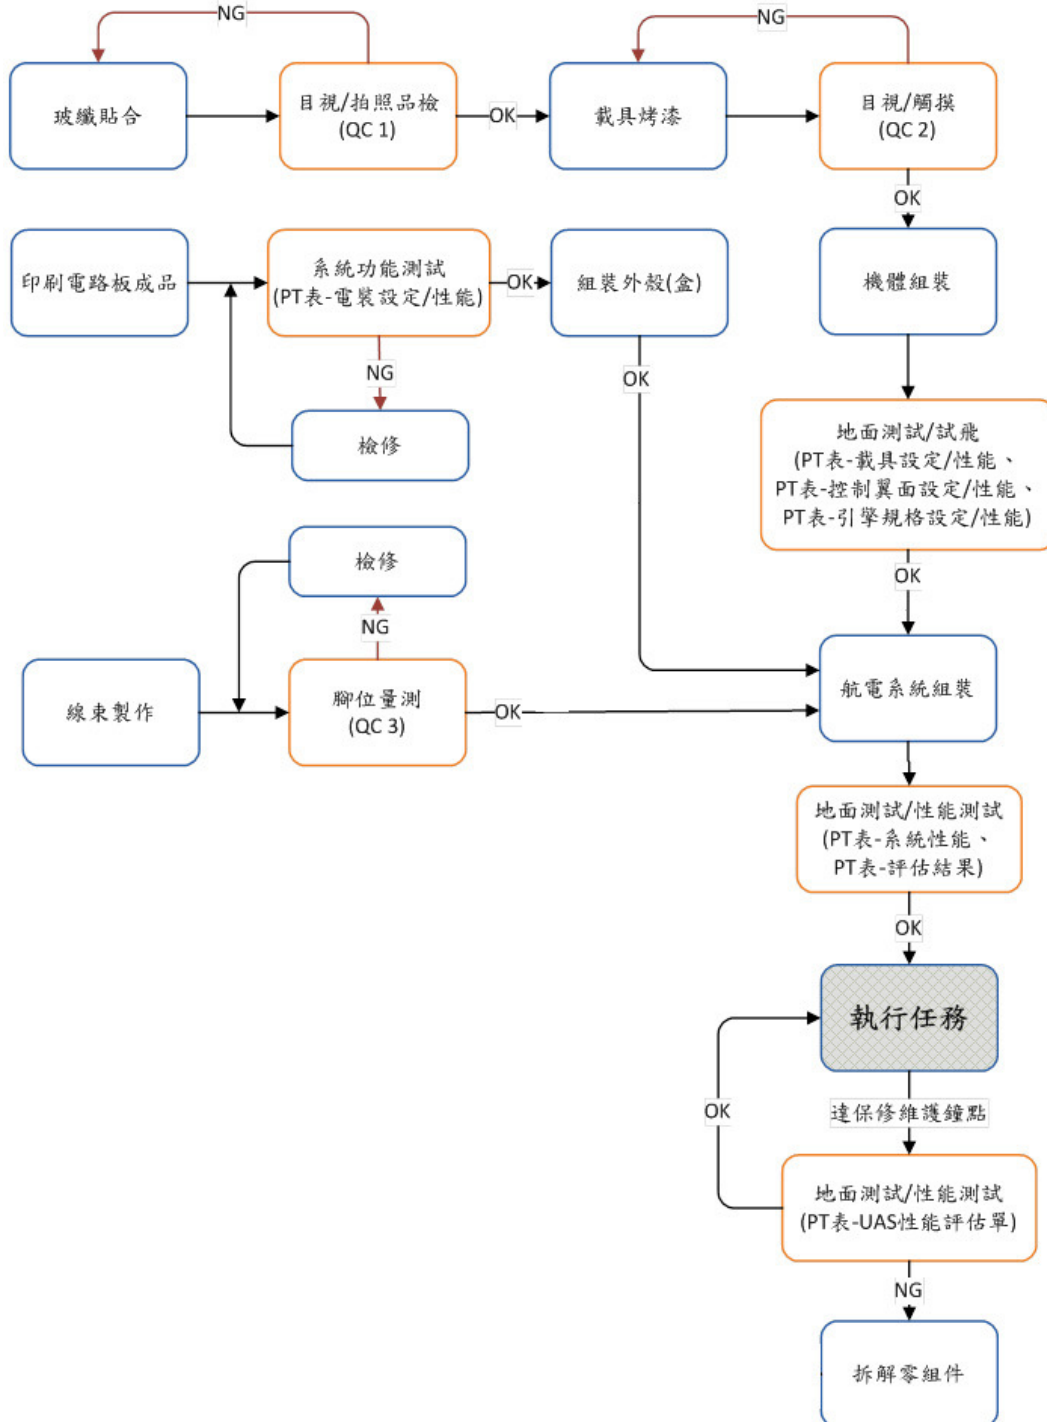 NG
NG
玻纖貼合
目視/拍照品檢
(QC 1)
OK
載具烤漆
目視/觸摸
(QC 2)
OK
印刷電路板成品
系統功能測試
(PT表-電裝設定/性能)
OK
組裝外殼(盒)
機體組裝
NG
OK
檢修
地面測試/試飛
(PT表-載具設定/性能、
PT表-控制翼面設定/性能、
PT表-引擎規格設定/性能)
OK
檢修
NG
線束製作
腳位量測
(QC 3)
OK
航電系統組裝
地面測試/性能測試
(PT表-系統性能、
PT表-評估結果)
OK
執行任務
OK
達保修維護鐘點
地面測試/性能測試
(PT表-UAS性能評估單)
NG
拆解零組件